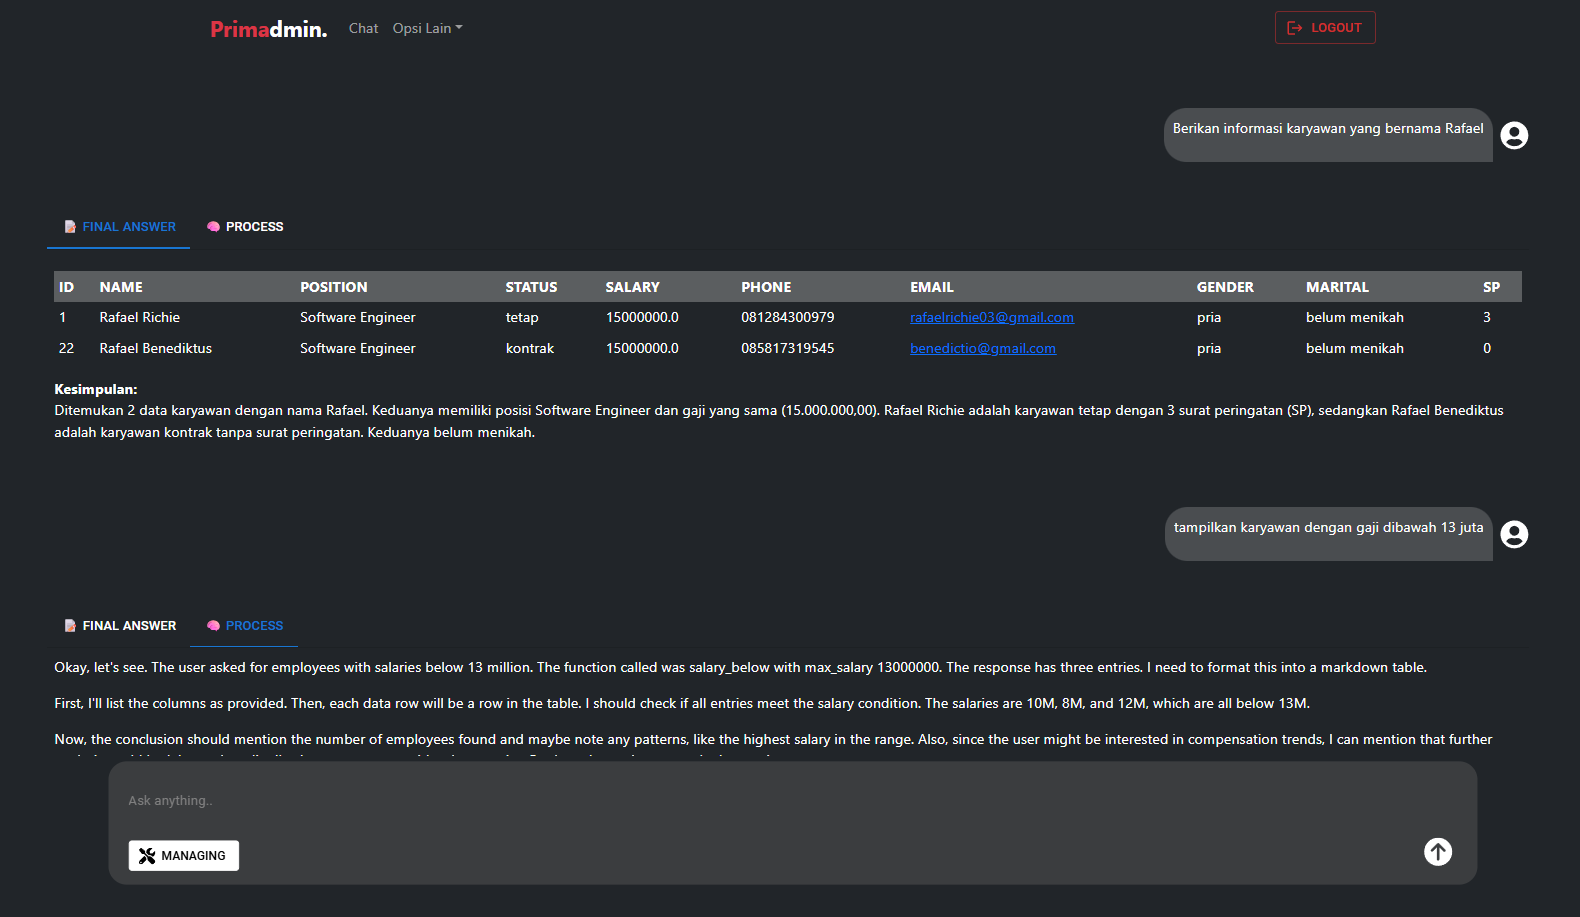 Primadmin.
Chat
Opsi Lain
LOGOUT
Berikan informasi karyawan yang bernama Rafael
FINAL ANSWER
PROCESS
ID NAME POSITION STATUS SALARY PHONE EMAIL GENDER MARITAL SP
1 Rafael Richie Software Engineer tetap 15000000.0 081284300979 rafaelrichie03@gmail.com pria belum menikah 3
22 Rafael Benediktus Software Engineer kontrak 15000000.0 085817319545 benedictio@gmail.com pria belum menikah 0
Kesimpulan:
Ditemukan 2 data karyawan dengan nama Rafael. Keduanya memiliki posisi Software Engineer dan gaji yang sama (15.000.000,00). Rafael Richie adalah karyawan tetap dengan 3 surat peringatan (SP), sedangkan Rafael Benediktus
adalah karyawan kontrak tanpa surat peringatan. Keduanya belum menikah.
tampilkan karyawan dengan gaji dibawah 13 juta
FINAL ANSWER
PROCESS
Okay, let's see. The user asked for employees with salaries below 13 million. The function called was salary_below with max_salary 13000000. The response has three entries. I need to format this into a markdown table.
First, I'll list the columns as provided. Then, each data row will be a row in the table. I should check if all entries meet the salary condition. The salaries are 10M, 8M, and 12M, which are all below 13M.
Now, the conclusion should mention the number of employees found and maybe note any patterns, like the highest salary in the range. Also, since the user might be interested in compensation trends, I can mention that further
Ask anything..
MANAGING